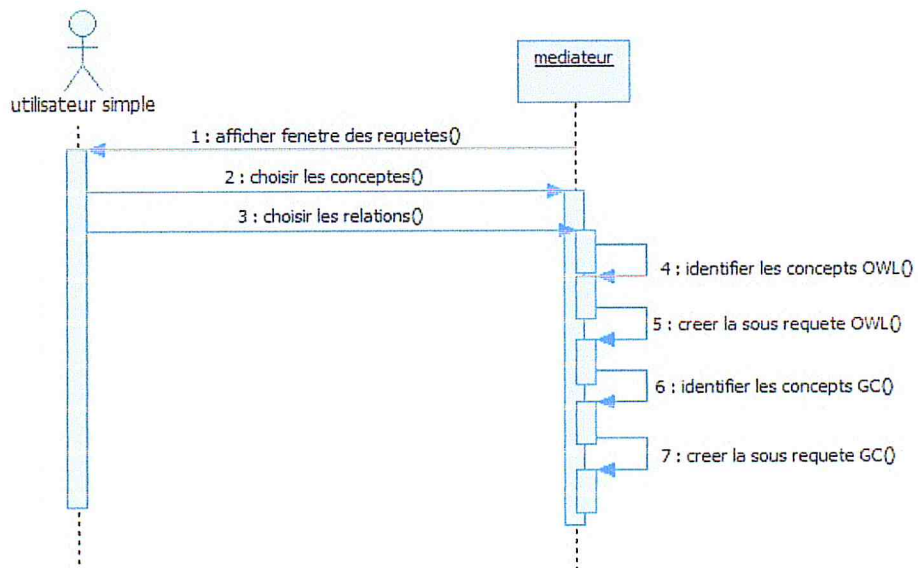 mediateur
utilisateur simple
1 : afficher fenetre des requetes()
2 : choisir les conceptes()
3 : choisir les relations()
4 : identifier les concepts OWL()
5 : creer la sous requete OWL()
6 : identifier les concepts GC()
7 : creer la sous requete GC()